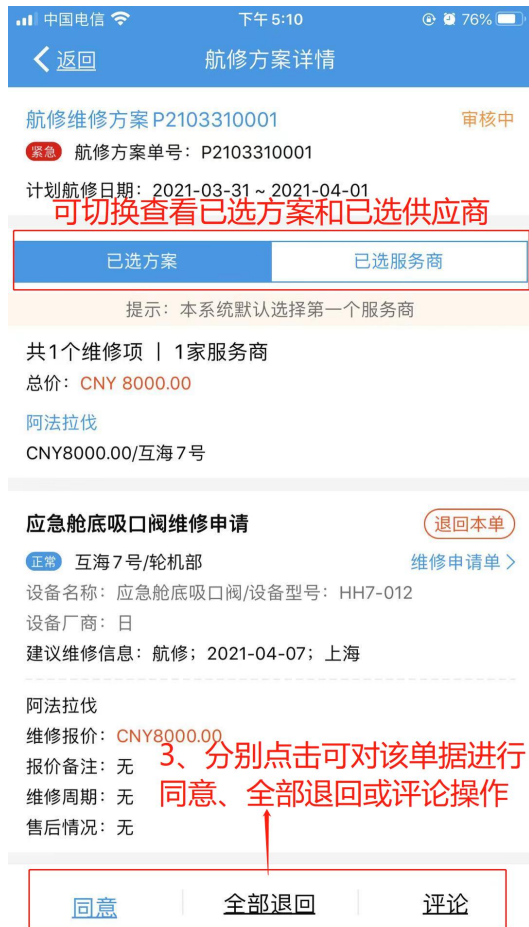 中国电信 下午5:10 76%
返回 航修方案详情
航修维修方案P2103310001 审核中
紧急 航修方案单号：P2103310001
计划航修日期：2021-03-31 ~ 2021-04-01
可切换查看已选方案和已选供应商
已选方案 已选服务商
提示：本系统默认选择第一个服务商
共1个维修项 | 1家服务商
总价：CNY 8000.00
阿法拉伐
CNY8000.00/互海7号
应急舱底吸口阀维修申请 退回本单
正常 互海7号/轮机部 维修申请单
设备名称：应急舱底吸口阀/设备型号：HH7-012
设备厂商：日
建议维修信息：航修；2021-04-07；上海
阿法拉伐
维修报价：CNY8000.00
报价备注：无
维修周期：无
售后情况：无
3、分别点击可对该单据进行
同意、全部退回或评论操作
同意 全部退回 评论